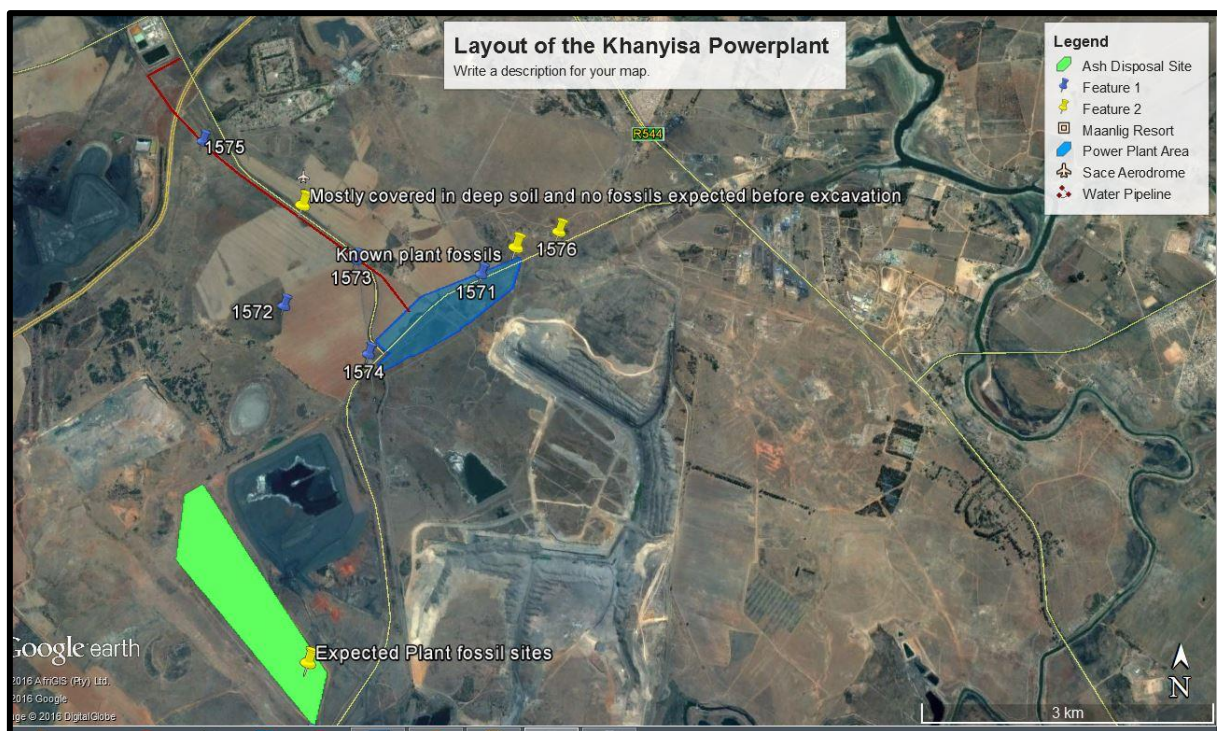 Layout of the Khanyisa Powerplant
Write a description for your map.
Legend
Ash Disposal Site
Feature 1
Feature 2
Maanlig Resort
Power Plant Area
Sace Aerodrome
Water Pipeline
R544
1575
Mostly covered in deep soil and no fossils expected before excavation
1576
Known plant fossils
1573
1571
1572
1574
Expected Plant fossil sites
Google earth
2016 AfriGIS (Pty) Ltd.
2016 Google
ge © 2016 DigitalGlobe
N
3 km